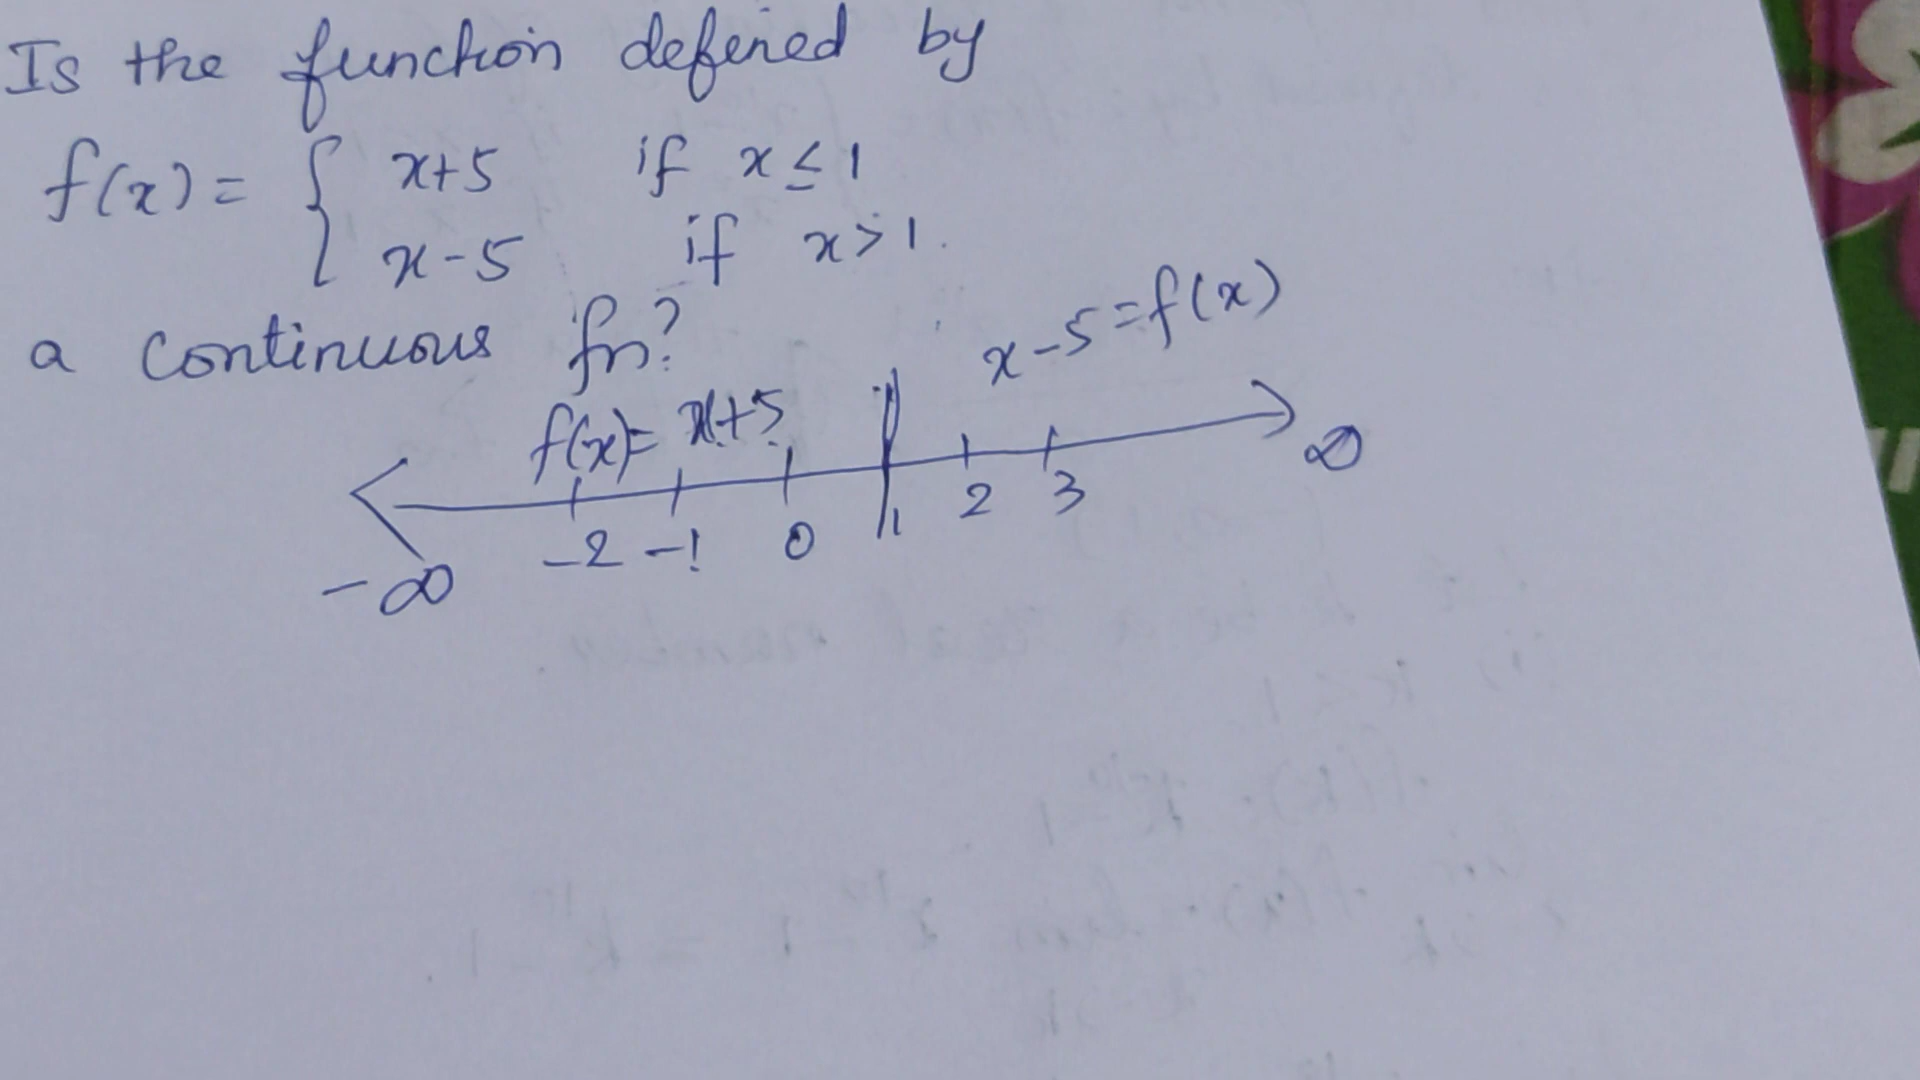 Is the function defined by
f(x) = { x+5 if x ≤ 1
x-5 if x > 1.
a continuous fn?
x-5 = f(x)
f(x) = x+5
-∞ -2 -1 0 1 2 3 ∞